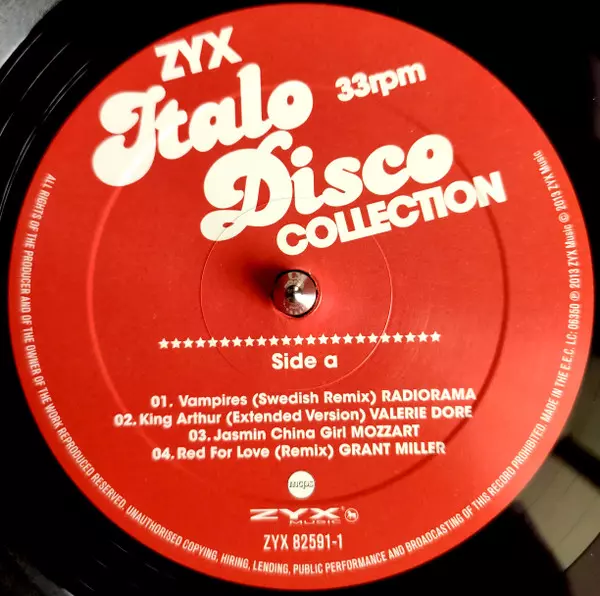 ZYX
Italo
33rpm
Disco
COLLECTION
Side a
01. Vampires (Swedish Remix) RADIORAMA
02. King Arthur (Extended Version) VALERIE DORE
03. Jasmin China Girl MOZZART
04. Red For Love (Remix) GRANT MILLER
mcps
ZYX
MUSIC
ZYX 82591-1
ALL RIGHTS OF THE PRODUCER AND OF THE OWNER OF THE WORK REPRODUCED RESERVED. UNAUTHORISED COPYING, HIRING, LENDING, PUBLIC PERFORMANCE AND BROADCASTING OF THIS RECORD PROHIBITED. MADE IN THE E.E.C. LC: 06350 ℗ 2013 ZYX Music © 2013 ZYX Music